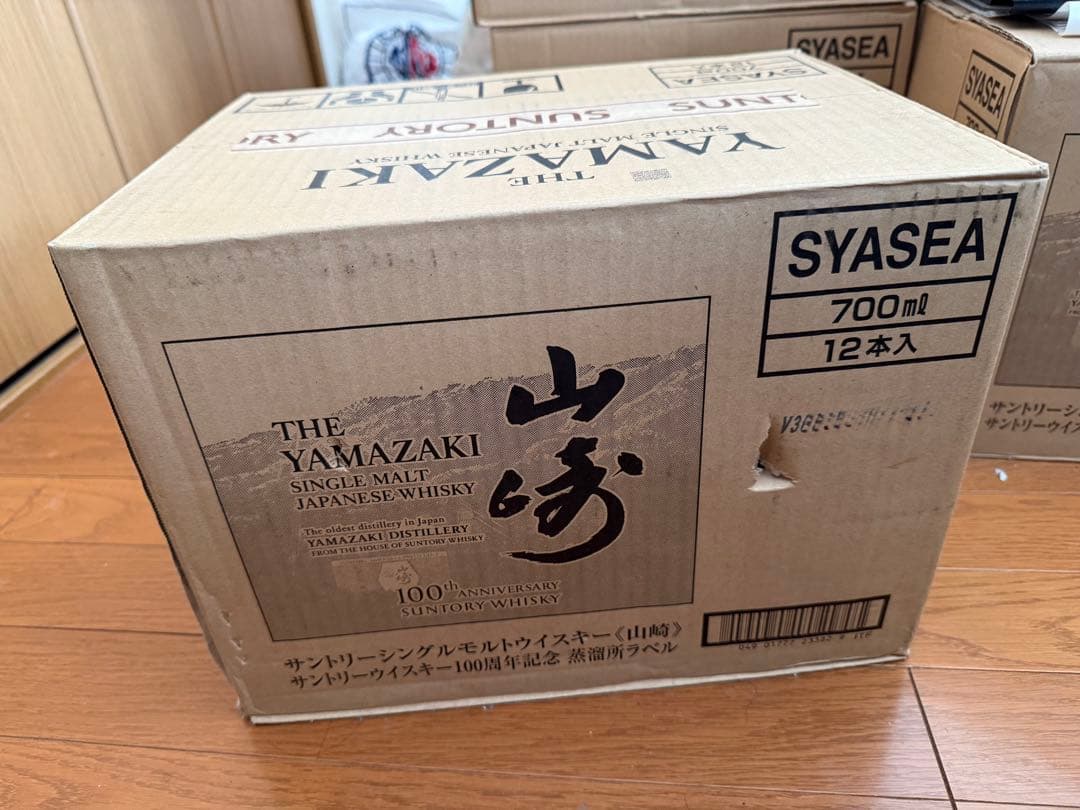 SYASEA
SYASEA
SYASEA
SUNTORY
THE
YAMAZAKI
SINGLE MALT JAPANESE WHISKY
SYASEA
700ml
12本入
THE
YAMAZAKI
SINGLE MALT
JAPANESE WHISKY
山崎
The oldest distillery in Japan
YAMAZAKI DISTILLERY
FROM THE HOUSE OF SUNTORY WHISKY
100th ANNIVERSARY
SUNTORY WHISKY
サントリーシングルモルトウイスキー《山崎》
サントリーウイスキー100周年記念 蒸溜所ラベル